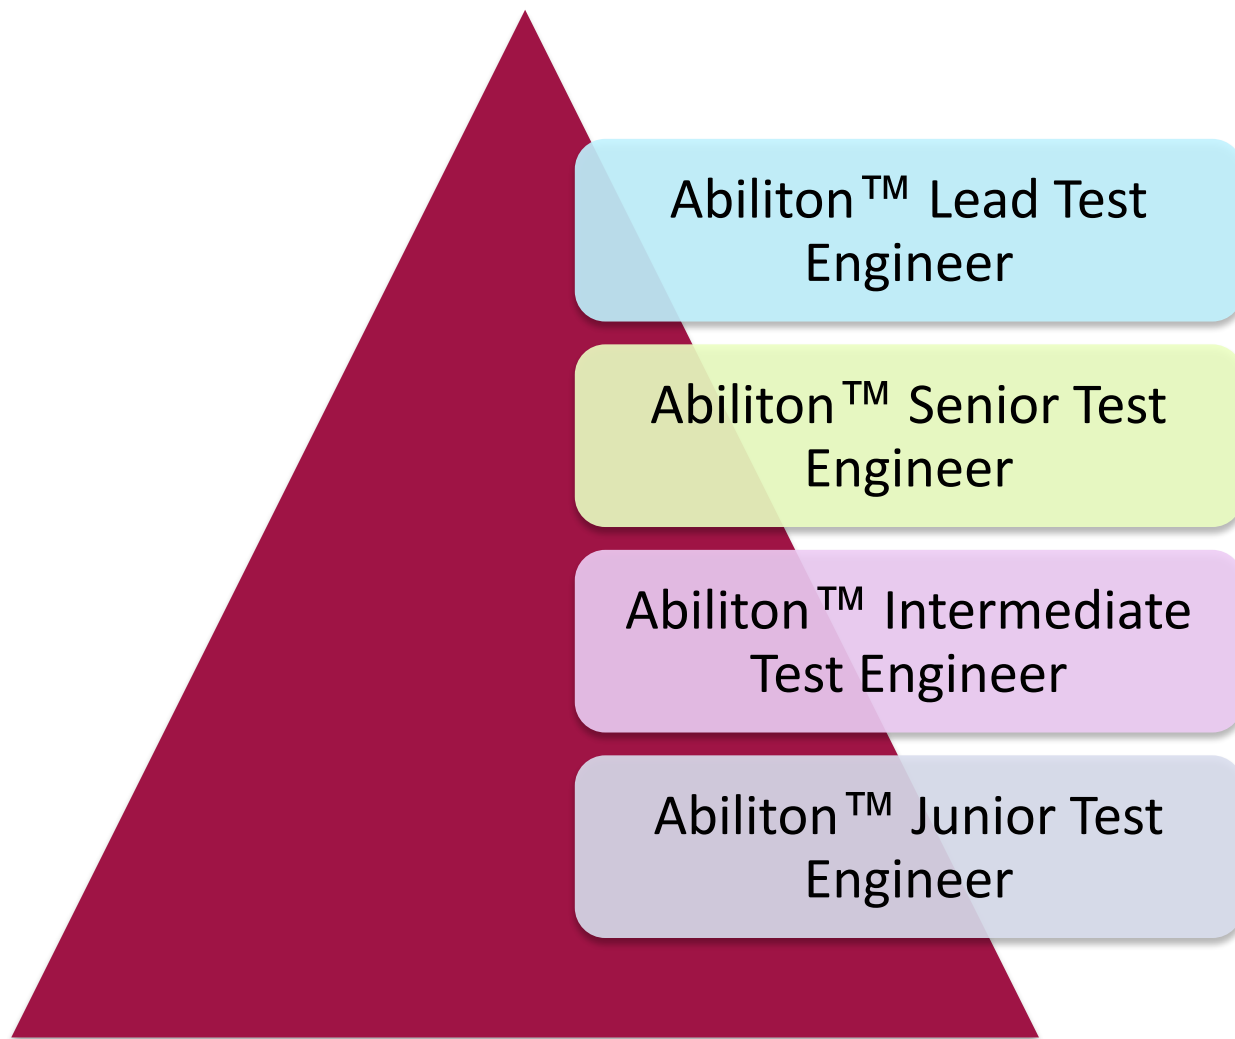 Abiliton™ Lead Test
Engineer
Abiliton™ Senior Test
Engineer
Abiliton™ Intermediate
Test Engineer
Abiliton™ Junior Test
Engineer